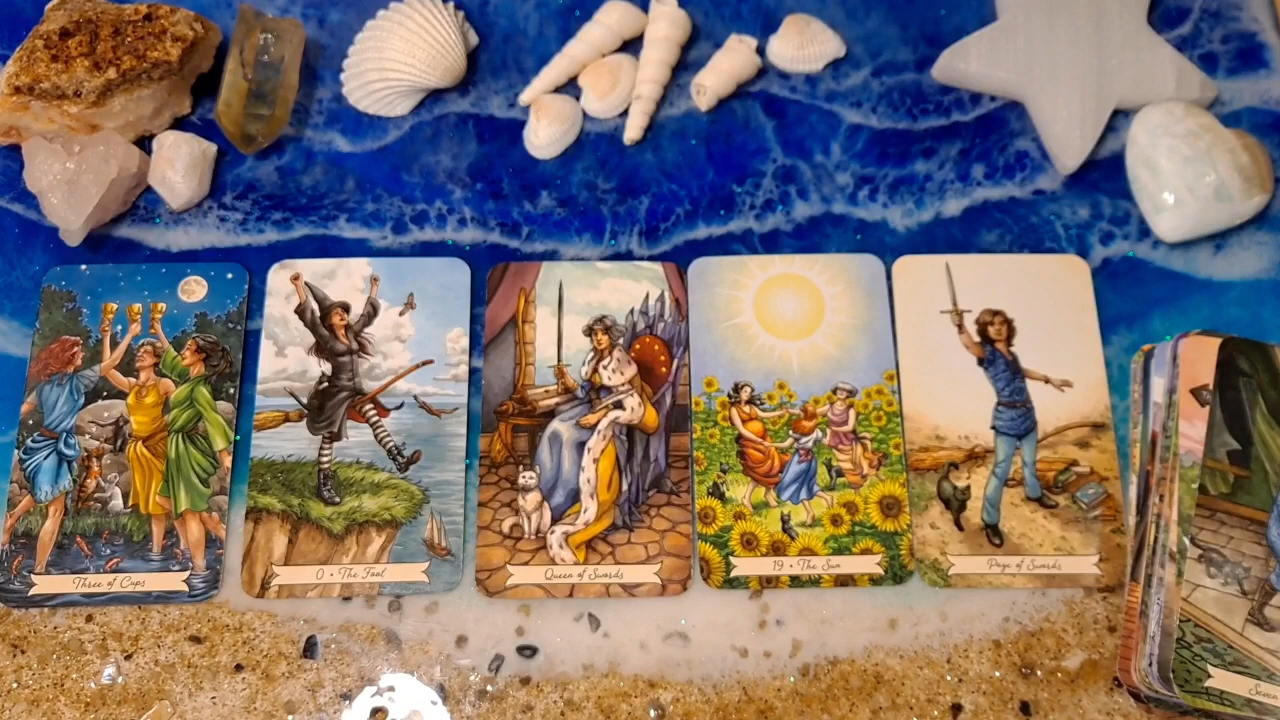 Three of Cups
0 • The Fool
Queen of Swords
19 • The Sun
Page of Swords